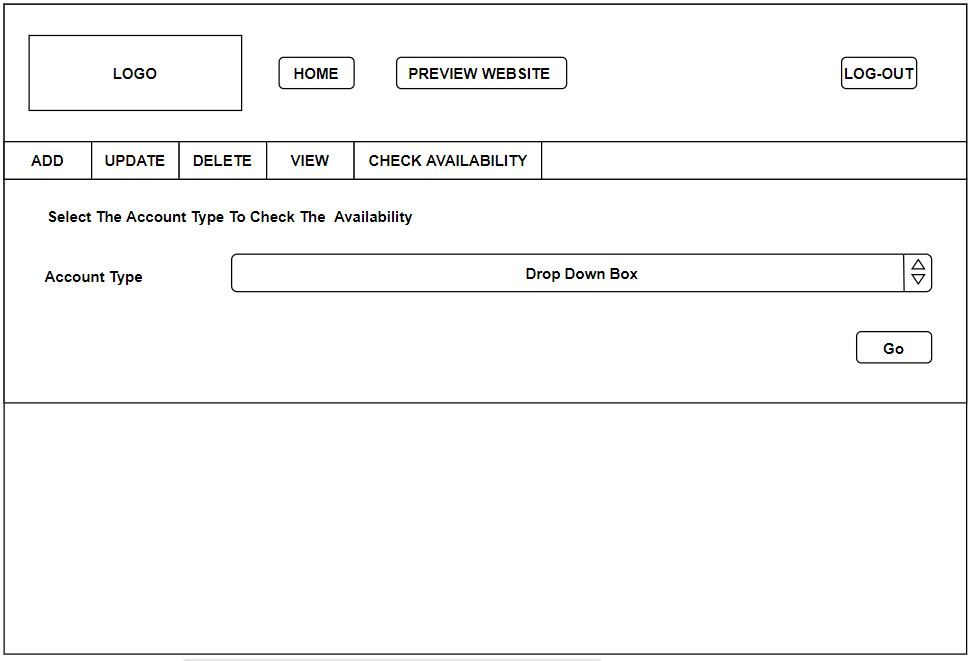 LOGO HOME PREVIEW WEBSITE LOG-OUT
ADD UPDATE DELETE VIEW CHECK AVAILABILITY
Select The Account Type To Check The  Availability
Account Type Drop Down Box
Go